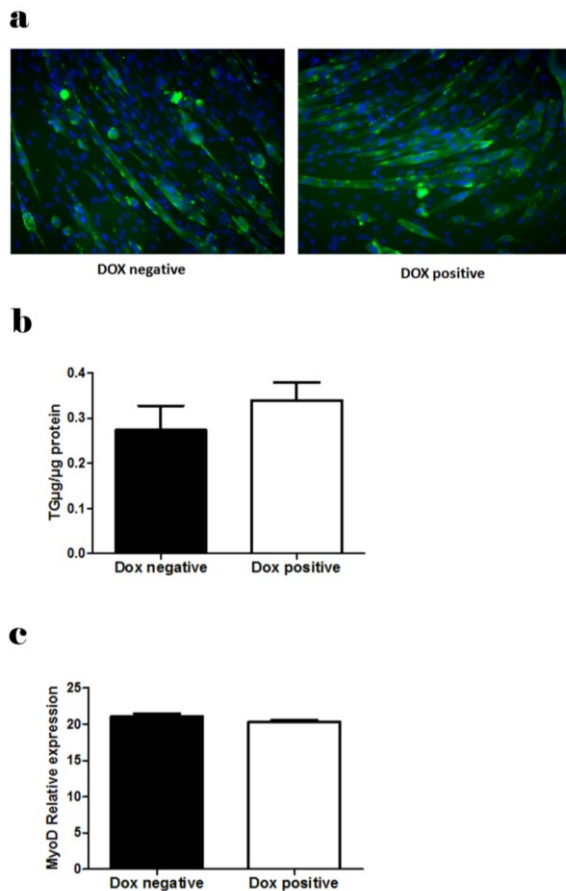 a
DOX negative
DOX positive
b
TGµg/µg protein
0.4
0.3
0.2
0.1
0.0
Dox negative
Dox positive
c
MyoD Relative expression
25
20
15
10
5
0
Dox negative
Dox positive